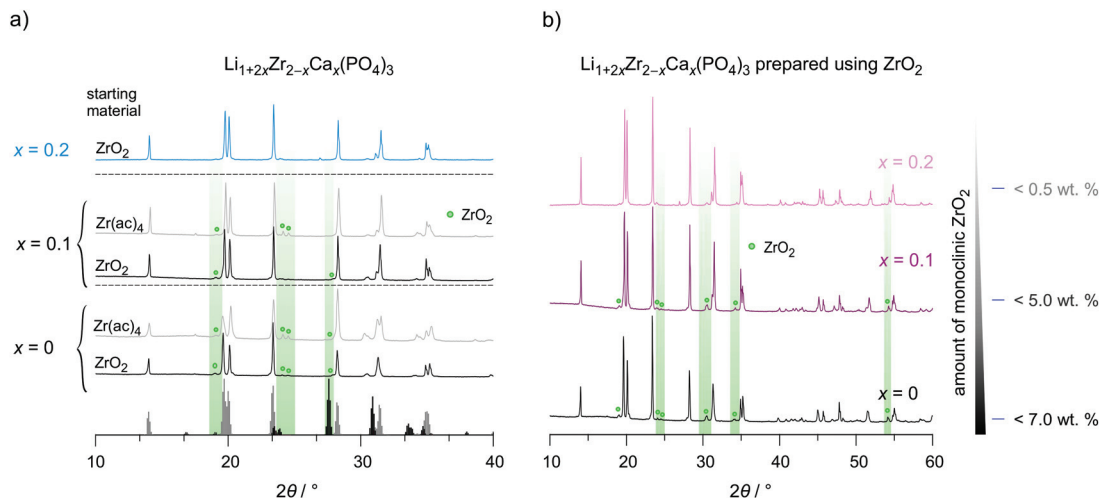 a)
Li1+2xZr2−xCax(PO4)3
starting
material
x = 0.2
ZrO2
Zr(ac)4
ZrO2
x = 0.1
ZrO2
Zr(ac)4
x = 0
ZrO2
10 20 30 40
2θ / °
b)
Li1+2xZr2−xCax(PO4)3 prepared using ZrO2
x = 0.2
ZrO2
x = 0.1
x = 0
10 20 30 40 50 60
2θ / °
amount of monoclinic ZrO2
< 0.5 wt. %
< 5.0 wt. %
< 7.0 wt. %